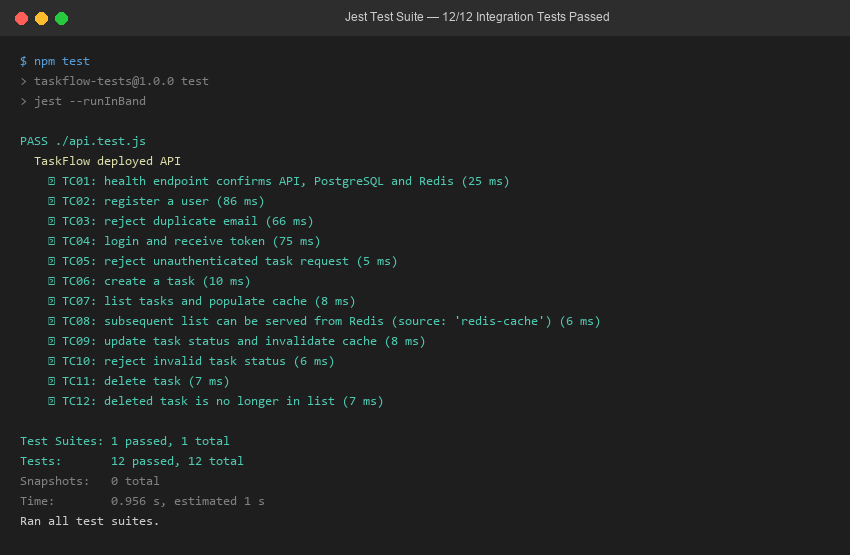 Jest Test Suite — 12/12 Integration Tests Passed
$ npm test
> taskflow-tests@1.0.0 test
> jest --runInBand
PASS ./api.test.js
TaskFlow deployed API
TC01: health endpoint confirms API, PostgreSQL and Redis (25 ms)
TC02: register a user (86 ms)
TC03: reject duplicate email (66 ms)
TC04: login and receive token (75 ms)
TC05: reject unauthenticated task request (5 ms)
TC06: create a task (10 ms)
TC07: list tasks and populate cache (8 ms)
TC08: subsequent list can be served from Redis (source: 'redis-cache') (6 ms)
TC09: update task status and invalidate cache (8 ms)
TC10: reject invalid task status (6 ms)
TC11: delete task (7 ms)
TC12: deleted task is no longer in list (7 ms)
Test Suites: 1 passed, 1 total
Tests: 12 passed, 12 total
Snapshots: 0 total
Time: 0.956 s, estimated 1 s
Ran all test suites.